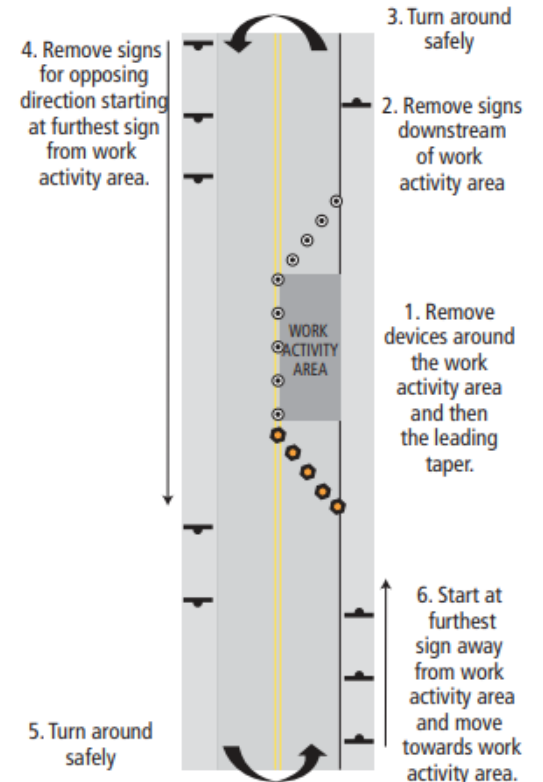 3. Turn around
safely
4. Remove signs
for opposing
direction starting
at furthest sign
from work
activity area.
2. Remove signs
downstream
of work
activity area
WORK
ACTIVITY
AREA
1. Remove
devices around
the work
activity area
and then
the leading
taper.
6. Start at
furthest
sign away
from work
activity area
and move
towards work
activity area.
5. Turn around
safely